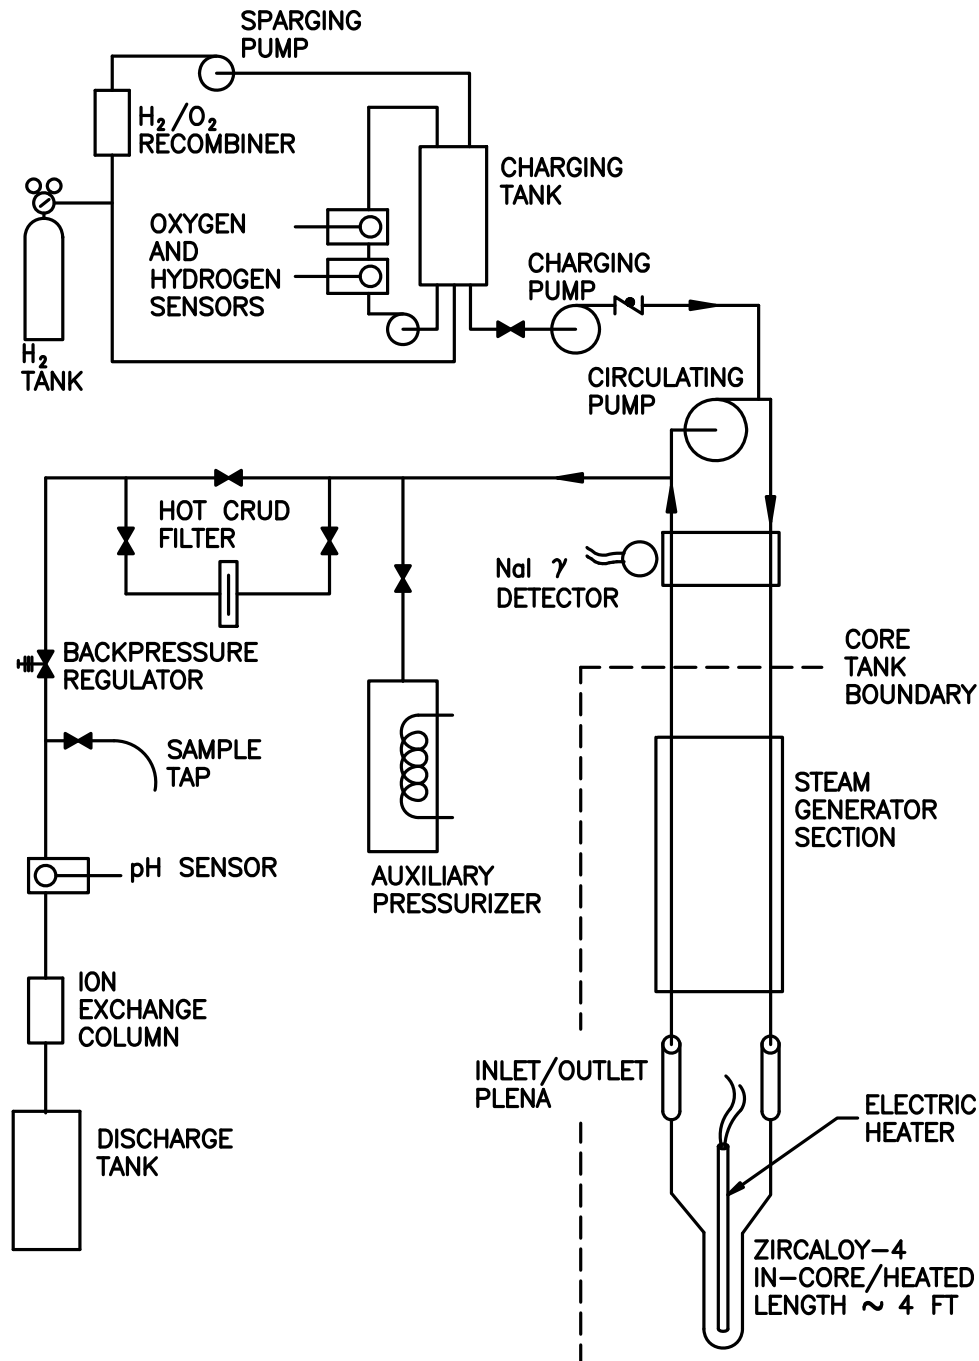 SPARGING
PUMP
H₂/O₂
RECOMBINER
CHARGING
TANK
OXYGEN
AND
HYDROGEN
SENSORS
CHARGING
PUMP
H₂
TANK
CIRCULATING
PUMP
HOT CRUD
FILTER
NaI γ
DETECTOR
BACKPRESSURE
REGULATOR
CORE
TANK
BOUNDARY
SAMPLE
TAP
STEAM
GENERATOR
SECTION
pH SENSOR
AUXILIARY
PRESSURIZER
ION
EXCHANGE
COLUMN
INLET/OUTLET
PLENA
ELECTRIC
HEATER
DISCHARGE
TANK
ZIRCALOY-4
IN-CORE/HEATED
LENGTH ~ 4 FT